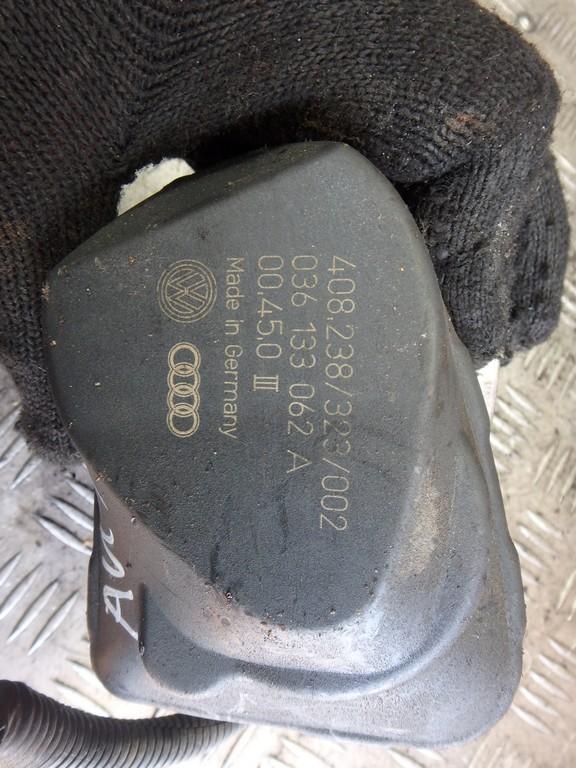 408.238/323/002
036 133 062 A
00.45.0 III
Made in Germany